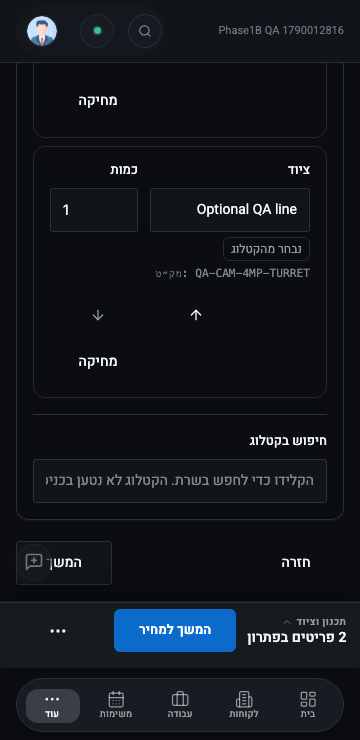 Phase1B QA 1790012816
מחיקה
ציוד
כמות
Optional QA line
1
נבחר מהקטלוג
מק״ט: QA-CAM-4MP-TURRET
מחיקה
חיפוש בקטלוג
הקלידו כדי לחפש בשרת. הקטלוג לא נטען בכניס
חזרה
המשך
תכנון וציוד
2 פריטים בפתרון
המשך למחיר
בית
לקוחות
עבודה
משימות
עוד